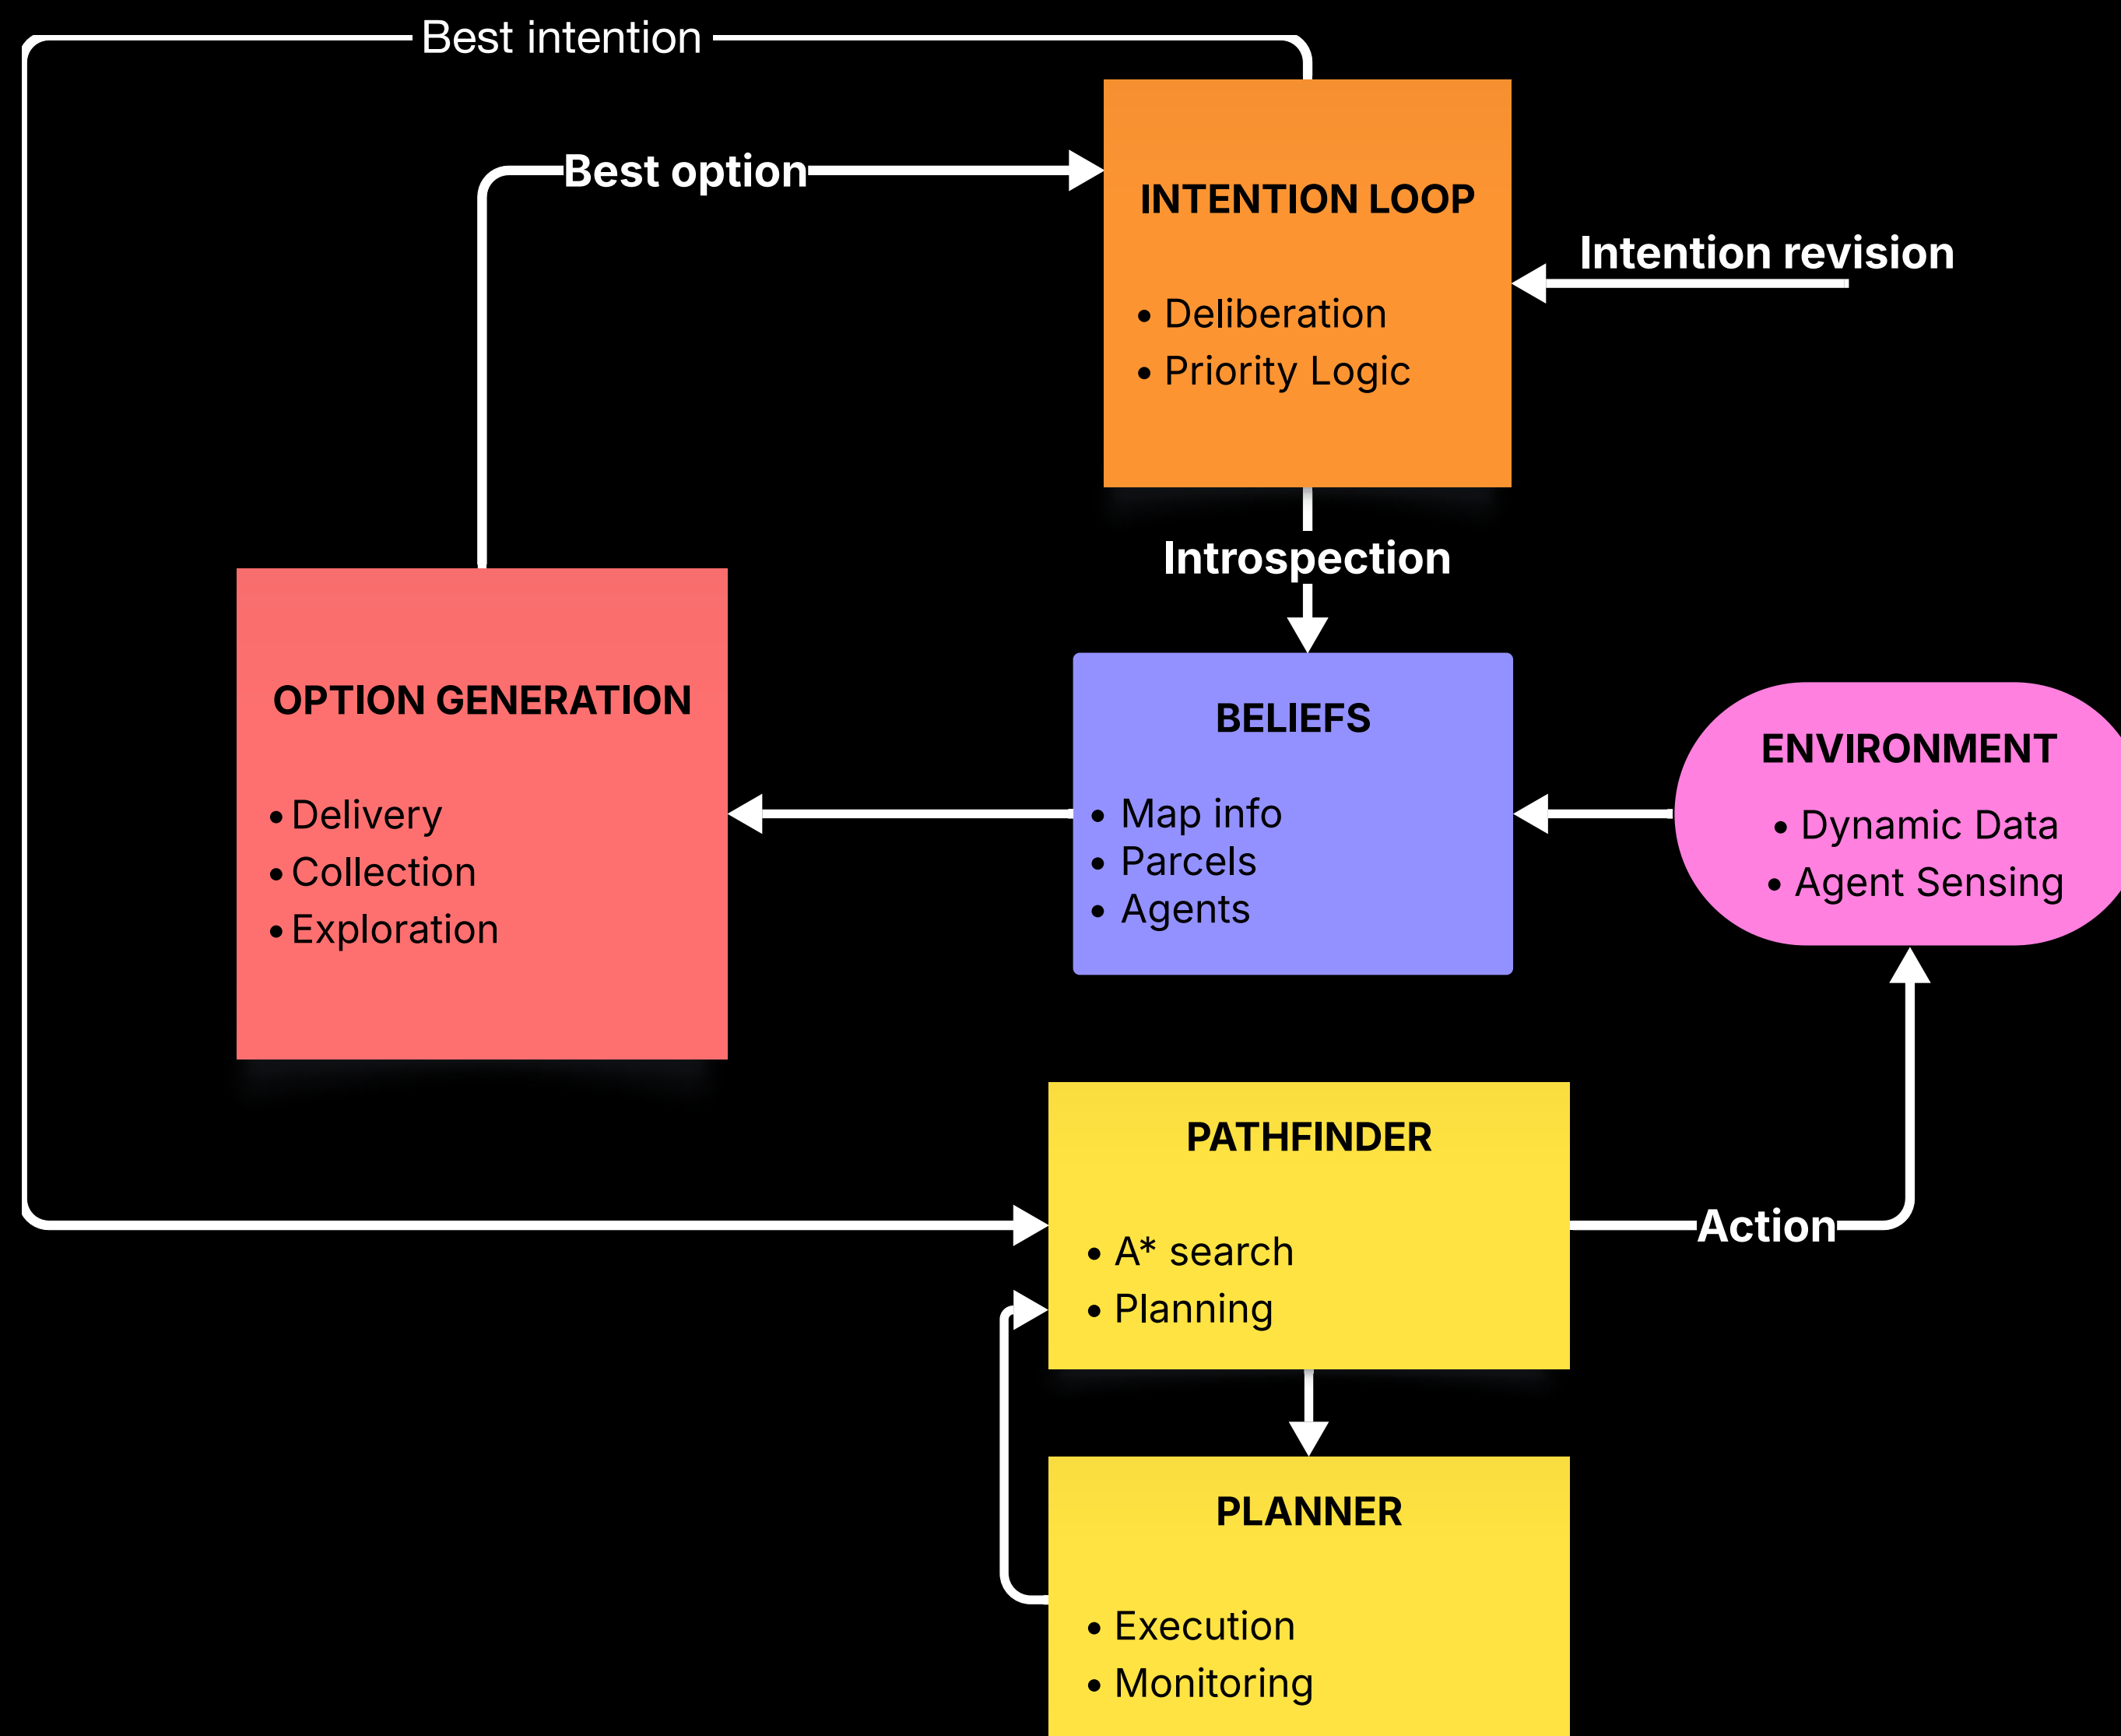 Best intention
Best option
INTENTION LOOP
• Deliberation
• Priority Logic
Intention revision
Introspection
OPTION GENERATION
• Delivery
• Collection
• Exploration
BELIEFS
• Map info
• Parcels
• Agents
ENVIRONMENT
• Dynamic Data
• Agent Sensing
PATHFINDER
• A* search
• Planning
Action
PLANNER
• Execution
• Monitoring